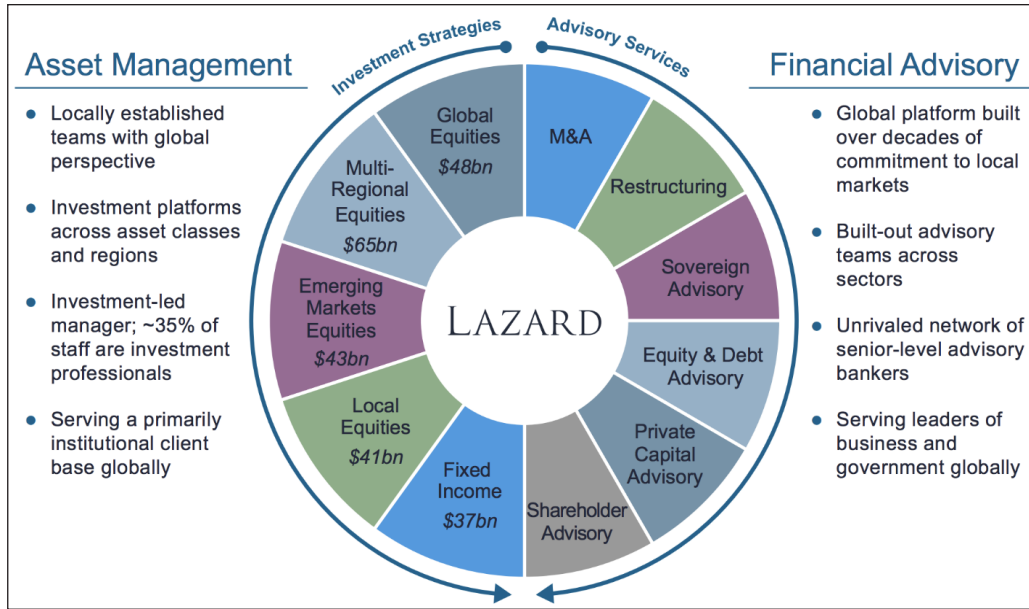 Investment Strategies
Advisory Services
Asset Management
• Locally established
teams with global
perspective
• Investment platforms
across asset classes
and regions
• Investment-led
manager; ~35% of
staff are investment
professionals
• Serving a primarily
institutional client
base globally
Global
Equities
$48bn
Multi-
Regional
Equities
$65bn
Emerging
Markets
Equities
$43bn
Local
Equities
$41bn
Fixed
Income
$37bn
LAZARD
M&A
Restructuring
Sovereign
Advisory
Equity & Debt
Advisory
Private
Capital
Advisory
Shareholder
Advisory
Financial Advisory
• Global platform built
over decades of
commitment to local
markets
• Built-out advisory
teams across
sectors
• Unrivaled network of
senior-level advisory
bankers
• Serving leaders of
business and
government globally